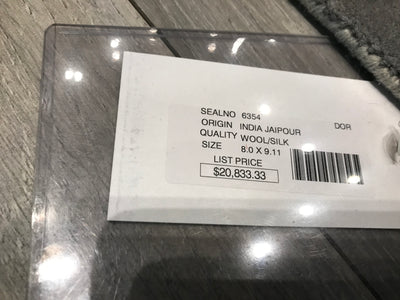 SEALNO 6354
ORIGIN INDIA JAIPOUR DOR
QUALITY WOOL/SILK
SIZE 8.0 X 9.11
LIST PRICE
$20,833.33